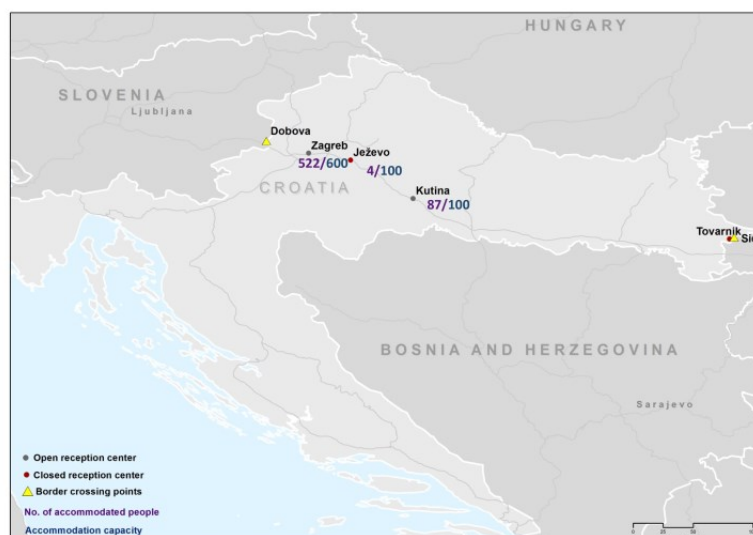 HUNGARY
SLOVENIA
Ljubljana
Dobova
Zagreb
522/600
Ježevo
4/100
CROATIA
Kutina
87/100
Tovarnik
BOSNIA AND HERZEGOVINA
Sarajevo
Open reception center
Closed reception center
Border crossing points
No. of accommodated people
Accommodation capacity